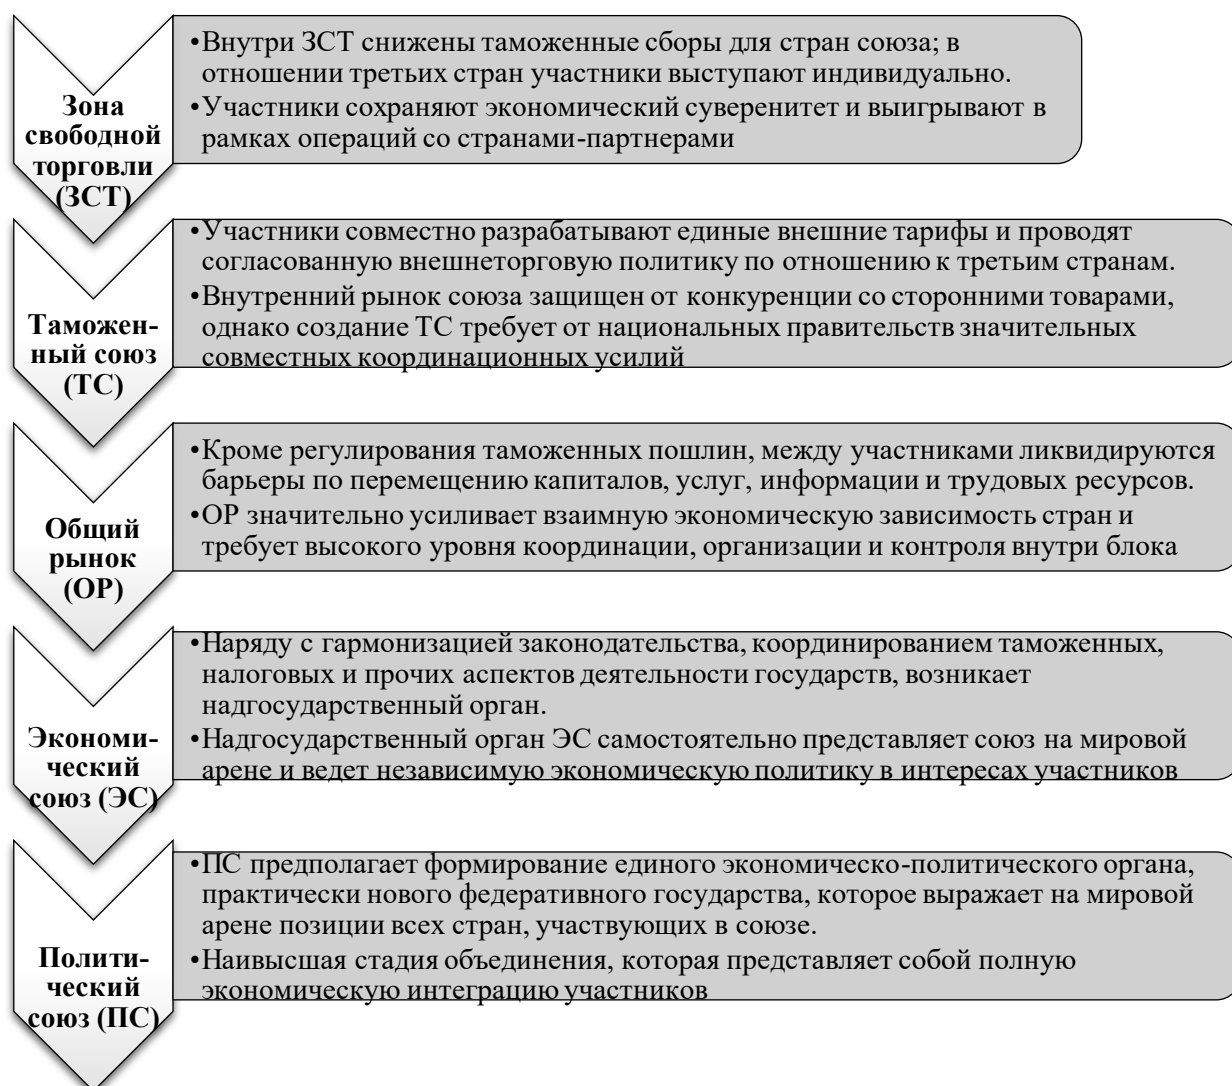 Зона
свободной
торговли
(ЗСТ)
•Внутри ЗСТ снижены таможенные сборы для стран союза; в
отношении третьих стран участники выступают индивидуально.
•Участники сохраняют экономический суверенитет и выигрывают в
рамках операций со странами-партнерами
Таможен-
ный союз
(ТС)
•Участники совместно разрабатывают единые внешние тарифы и проводят
согласованную внешнеторговую политику по отношению к третьим странам.
•Внутренний рынок союза защищен от конкуренции со сторонними товарами,
однако создание ТС требует от национальных правительств значительных
совместных координационных усилий
Общий
рынок
(ОР)
•Кроме регулирования таможенных пошлин, между участниками ликвидируются
барьеры по перемещению капиталов, услуг, информации и трудовых ресурсов.
•ОР значительно усиливает взаимную экономическую зависимость стран и
требует высокого уровня координации, организации и контроля внутри блока
Экономи-
ческий
союз (ЭС)
•Наряду с гармонизацией законодательства, координированием таможенных,
налоговых и прочих аспектов деятельности государств, возникает
надгосударственный орган.
•Надгосударственный орган ЭС самостоятельно представляет союз на мировой
арене и ведет независимую экономическую политику в интересах участников
Полити-
ческий
союз (ПС)
•ПС предполагает формирование единого экономическо-политического органа,
практически нового федеративного государства, которое выражает на мировой
арене позиции всех стран, участвующих в союзе.
•Наивысшая стадия объединения, которая представляет собой полную
экономическую интеграцию участников